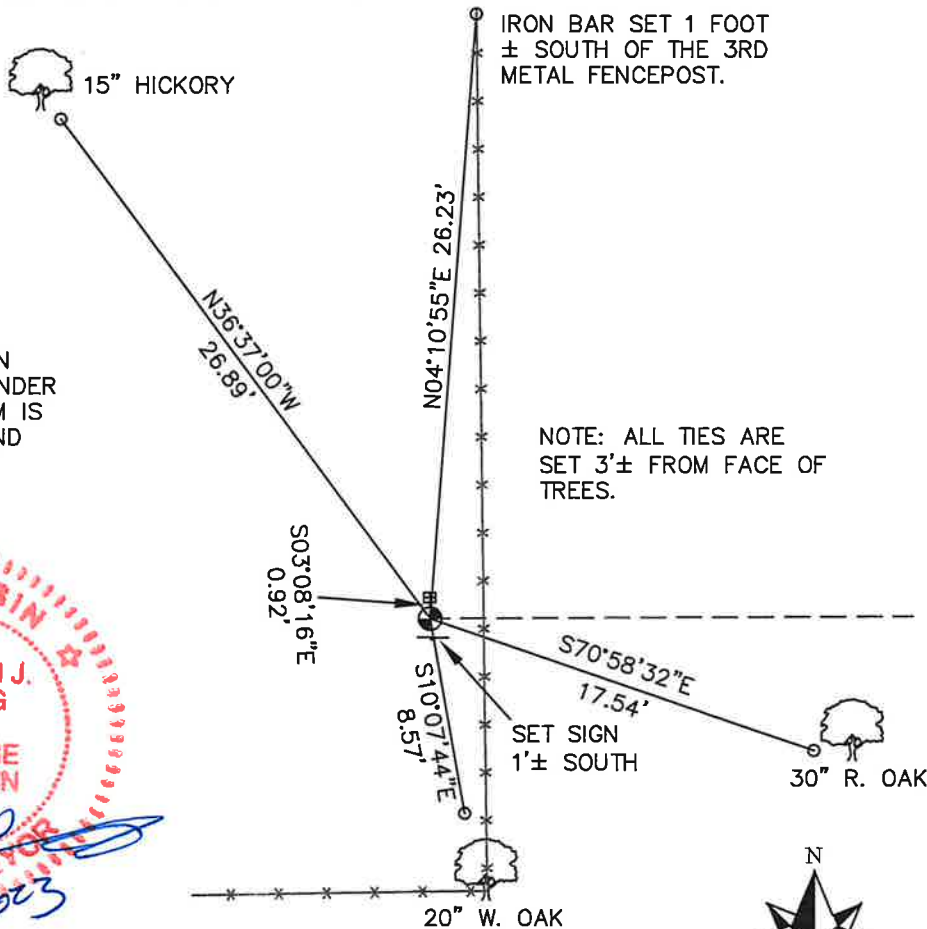 IRON BAR SET 1 FOOT
± SOUTH OF THE 3RD
METAL FENCEPOST.
15" HICKORY
N04°10'55"E 26.23'
N36°37'00"W
26.89'
NDER
M IS
ND
NOTE: ALL TIES ARE
SET 3'± FROM FACE OF
TREES.
S03°08'16"E
0.92'
S70°58'32"E
17.54'
S10°07'44"E
8.57'
SET SIGN
1'± SOUTH
30" R. OAK
20" W. OAK
N